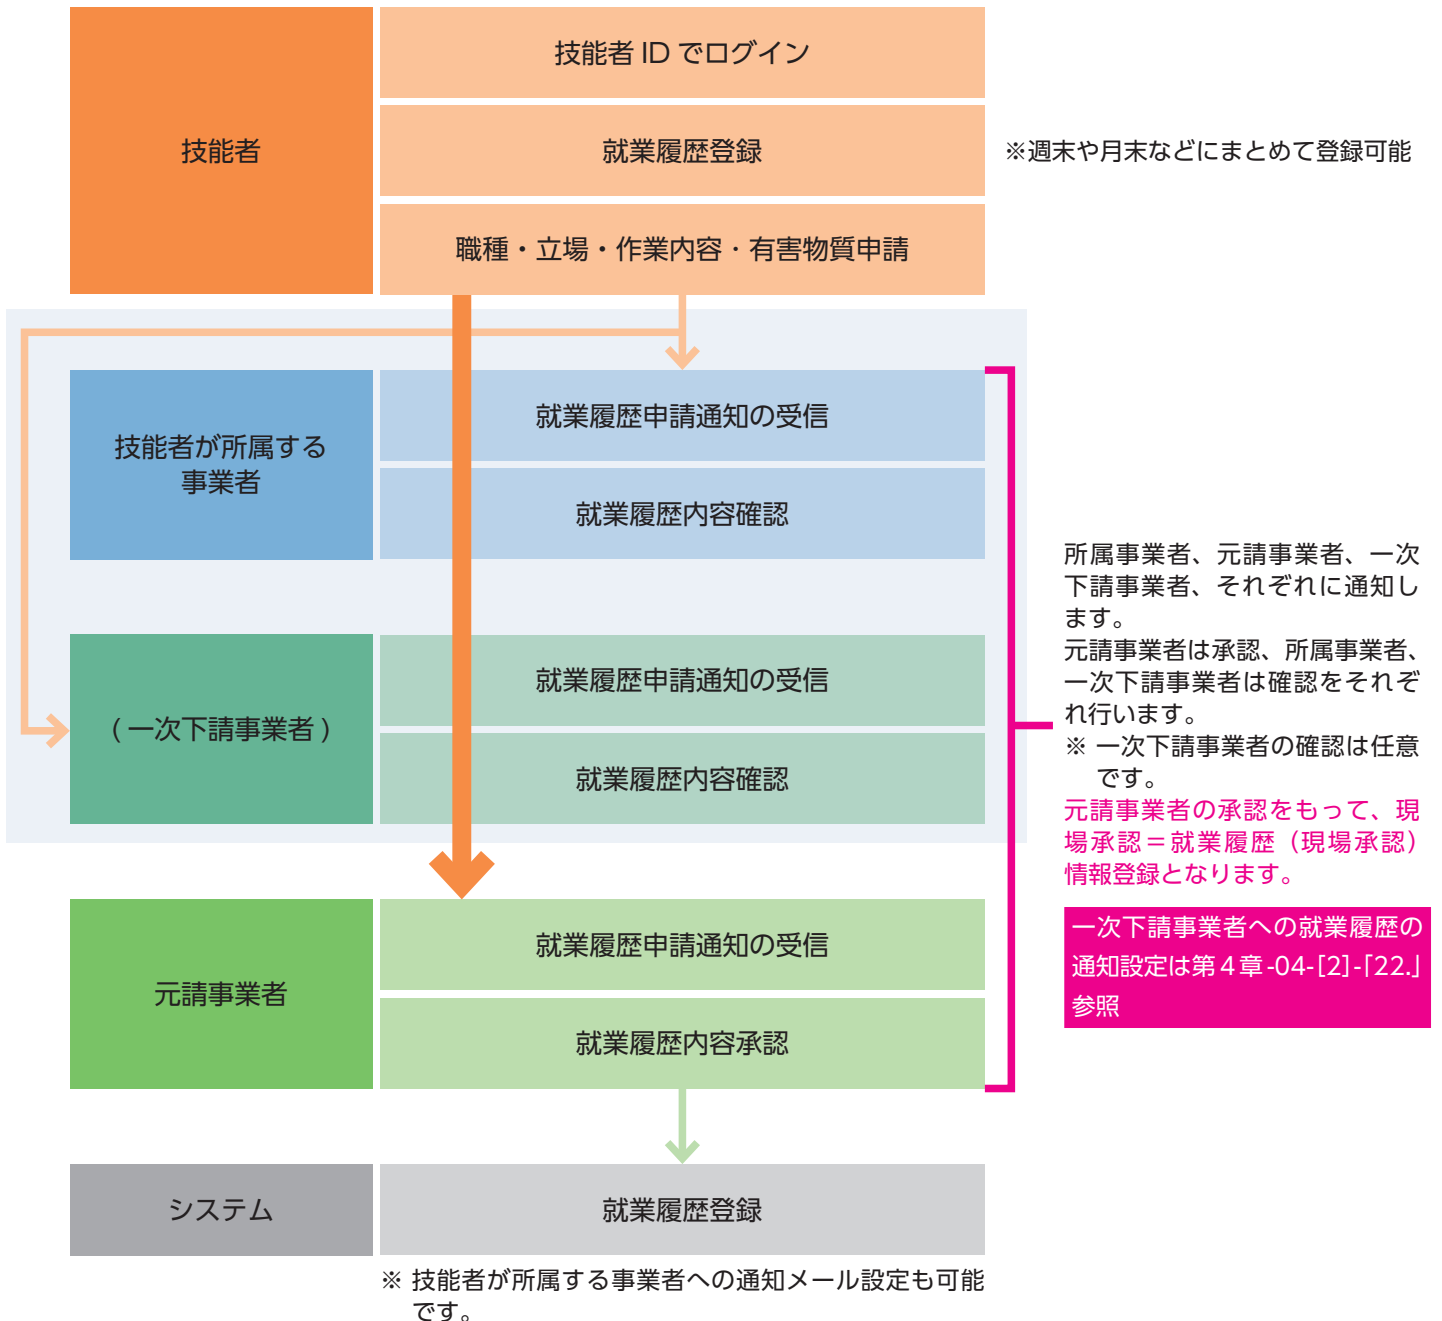 技能者
技能者 ID でログイン
就業履歴登録
※週末や月末などにまとめて登録可能
職種・立場・作業内容・有害物質申請
技能者が所属する
事業者
就業履歴申請通知の受信
就業履歴内容確認
( 一次下請事業者 )
就業履歴申請通知の受信
就業履歴内容確認
元請事業者
就業履歴申請通知の受信
就業履歴内容承認
所属事業者、元請事業者、一次
下請事業者、それぞれに通知し
ます。
元請事業者は承認、所属事業者、
一次下請事業者は確認をそれぞ
れ行います。
※ 一次下請事業者の確認は任意
です。
元請事業者の承認をもって、現
場承認＝就業履歴（現場承認）
情報登録となります。
一次下請事業者への就業履歴の
通知設定は第４章 -04-[2]-「22.」
参照
システム
就業履歴登録
※ 技能者が所属する事業者への通知メール設定も可能
です。